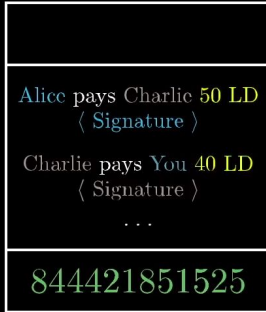 Alice pays Charlie 50 LD
⟨ Signature ⟩
Charlie pays You 40 LD
⟨ Signature ⟩
...
844421851525